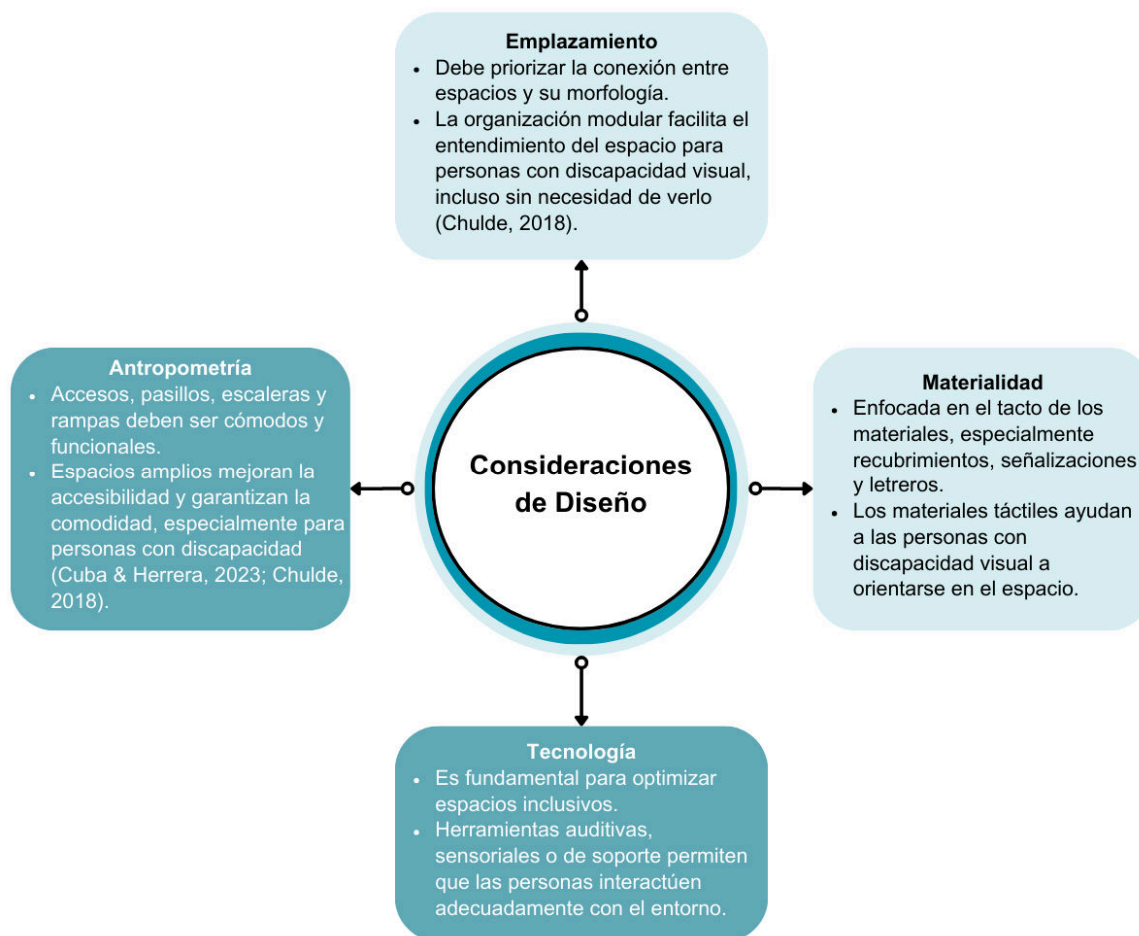 Emplazamiento
• Debe priorizar la conexión entre
espacios y su morfología.
• La organización modular facilita el
entendimiento del espacio para
personas con discapacidad visual,
incluso sin necesidad de verlo
(Chulde, 2018).
Antropometría
• Accesos, pasillos, escaleras y
rampas deben ser cómodos y
funcionales.
• Espacios amplios mejoran la
accesibilidad y garantizan la
comodidad, especialmente para
personas con discapacidad
(Cuba & Herrera, 2023; Chulde,
2018).
Consideraciones
de Diseño
Materialidad
• Enfocada en el tacto de los
materiales, especialmente
recubrimientos, señalizaciones
y letreros.
• Los materiales táctiles ayudan
a las personas con
discapacidad visual a
orientarse en el espacio.
Tecnología
• Es fundamental para optimizar
espacios inclusivos.
• Herramientas auditivas,
sensoriales o de soporte permiten
que las personas interactúen
adecuadamente con el entorno.